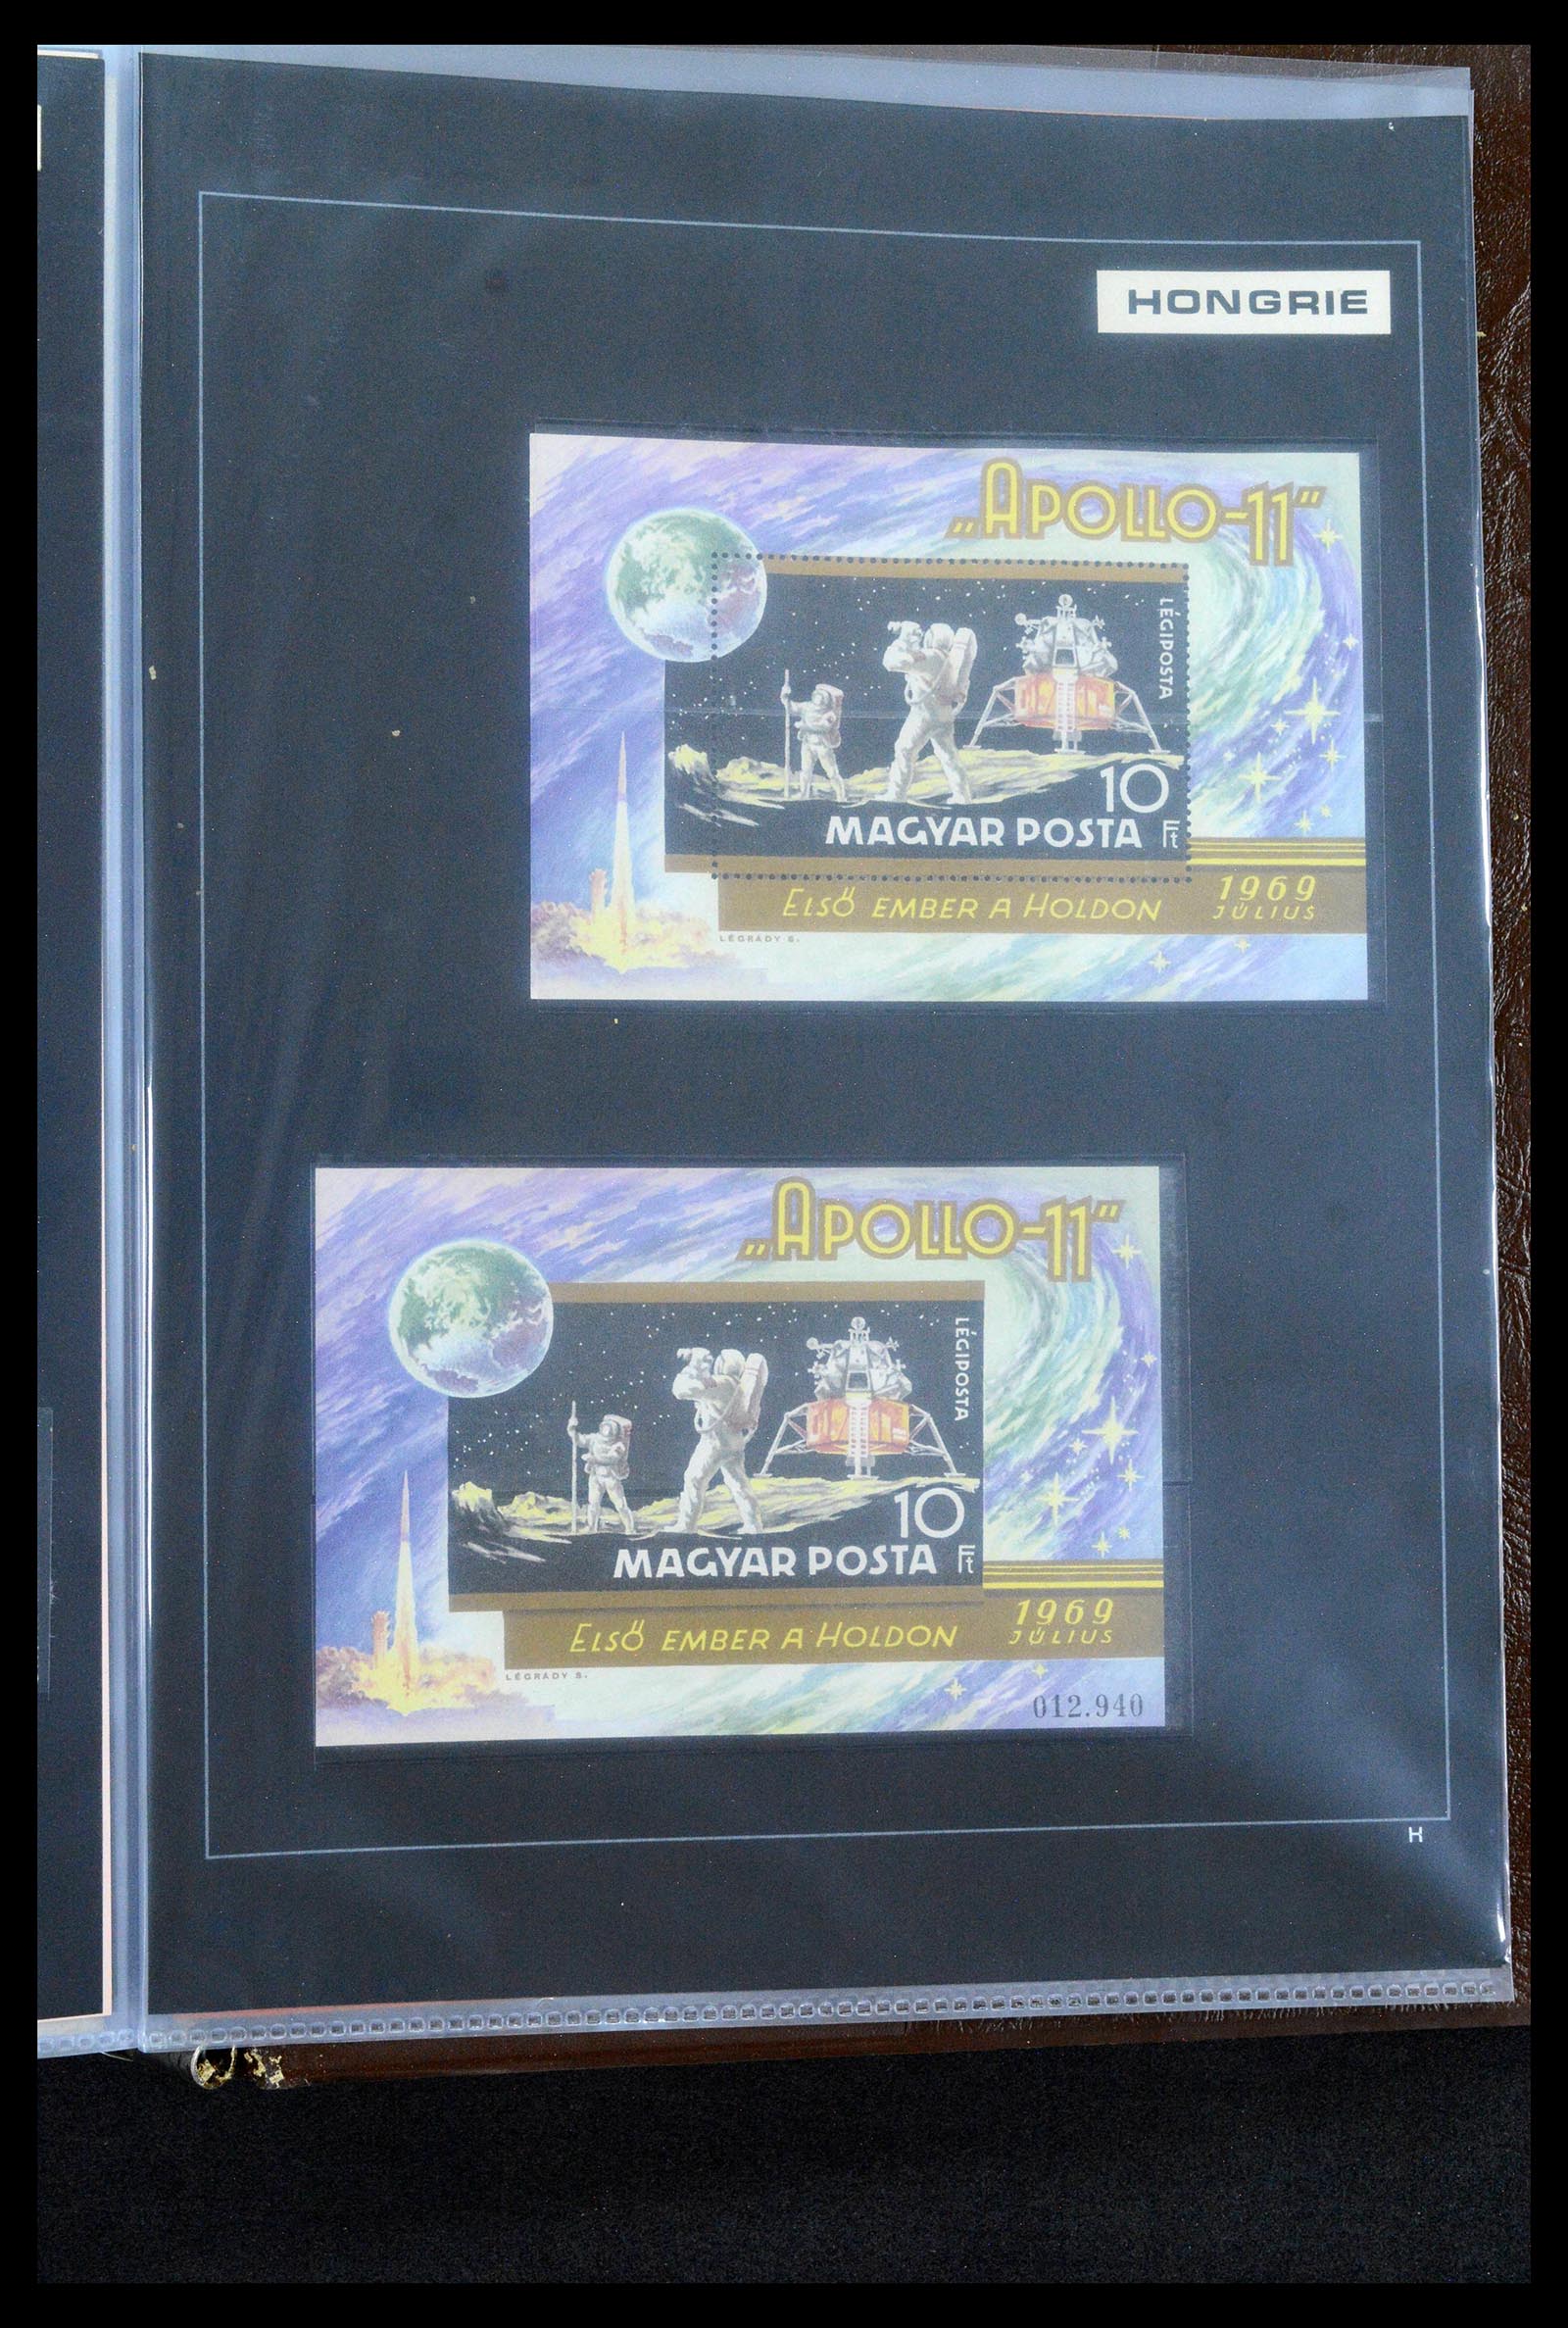 HONGRIE
„APOLLO-11”
LÉGIPOSTA
10
Ft
MAGYAR POSTA
ELSŐ EMBER A HOLDON
1969
JÚLIUS
LÉGRÁDY S.
„APOLLO-11”
LÉGIPOSTA
10
Ft
MAGYAR POSTA
ELSŐ EMBER A HOLDON
1969
JÚLIUS
LÉGRÁDY S.
012.940
H